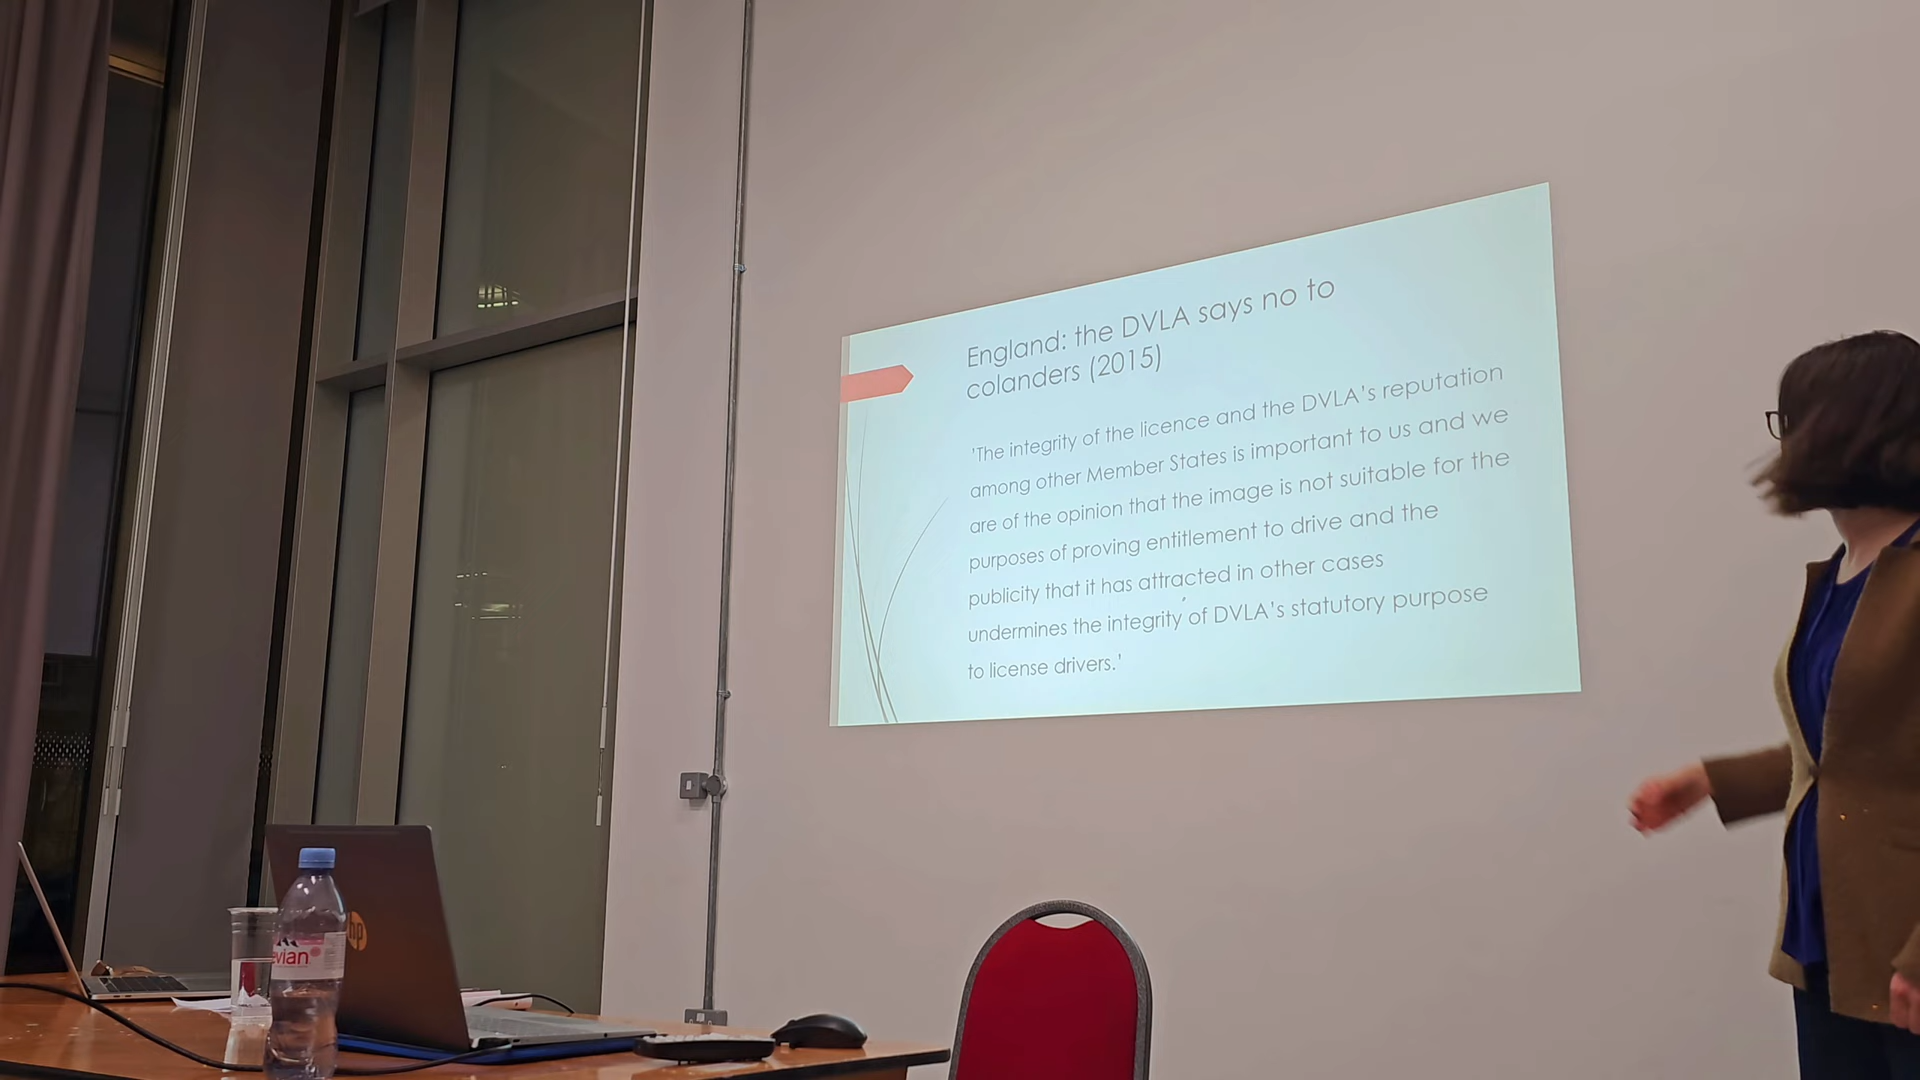 England: the DVLA says no to
colanders (2015)
'The integrity of the licence and the DVLA's reputation
among other Member States is important to us and we
are of the opinion that the image is not suitable for the
purposes of proving entitlement to drive and the
publicity that it has attracted in other cases
undermines the integrity of DVLA's statutory purpose
to license drivers.'
hp
evian